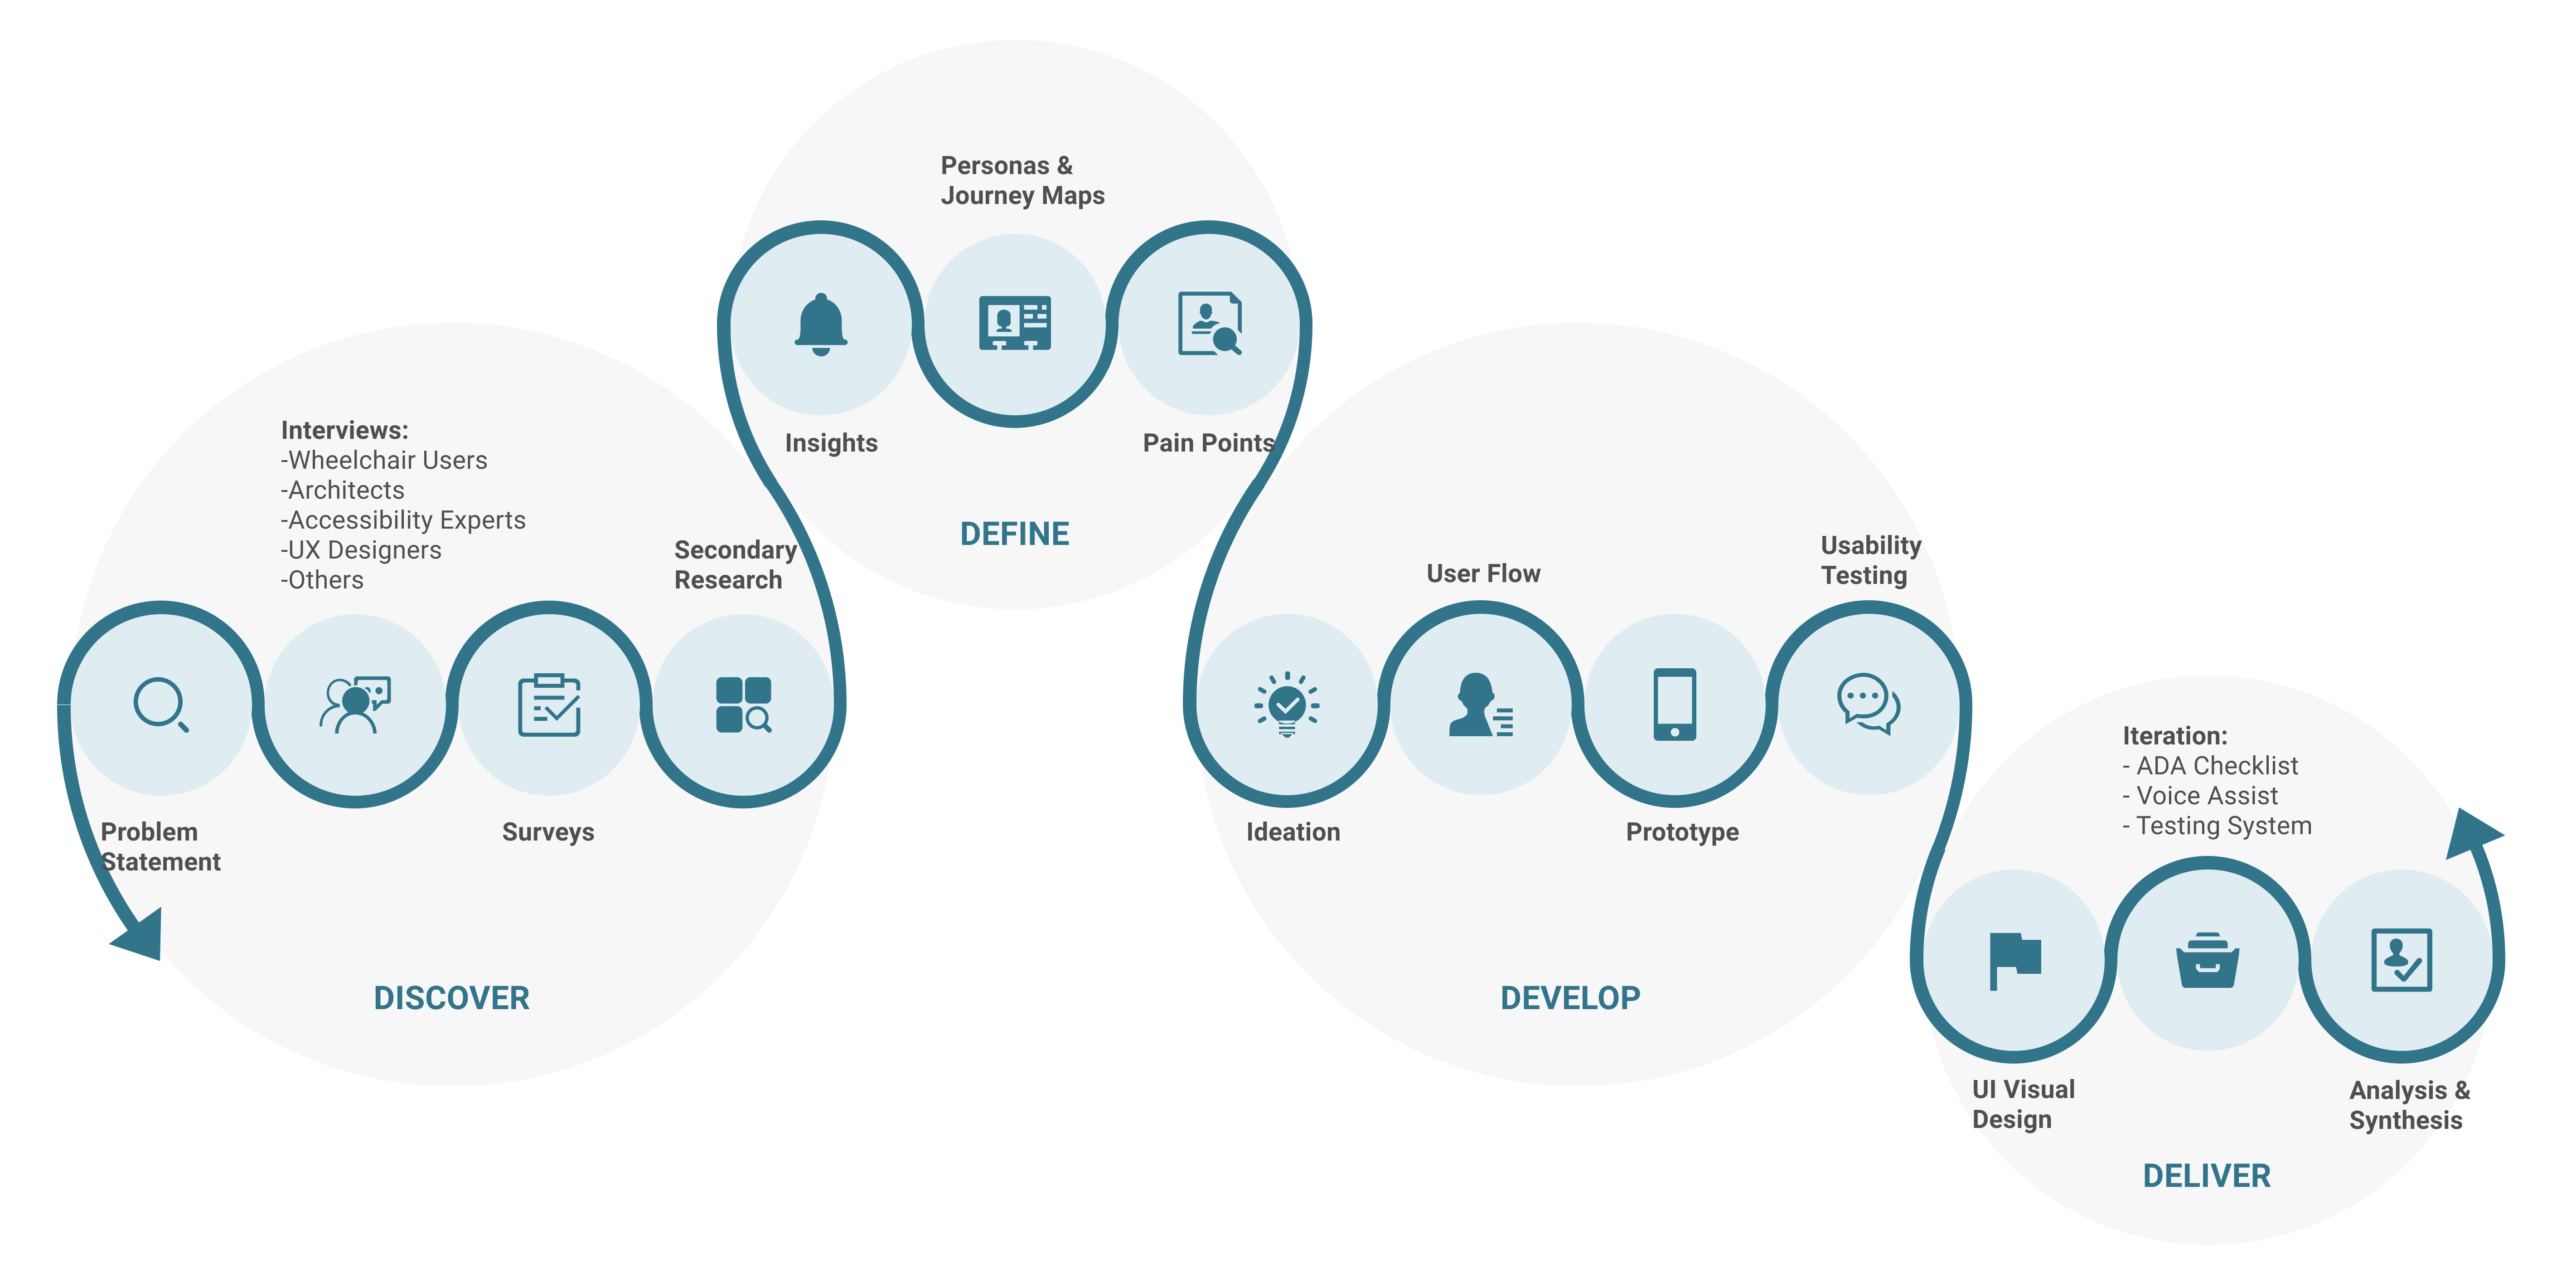 Problem
Statement
Interviews:
-Wheelchair Users
-Architects
-Accessibility Experts
-UX Designers
-Others
Surveys
Secondary
Research
DISCOVER
Insights
Personas &
Journey Maps
Pain Points
DEFINE
Ideation
User Flow
Prototype
Usability
Testing
DEVELOP
UI Visual
Design
Iteration:
- ADA Checklist
- Voice Assist
- Testing System
Analysis &
Synthesis
DELIVER